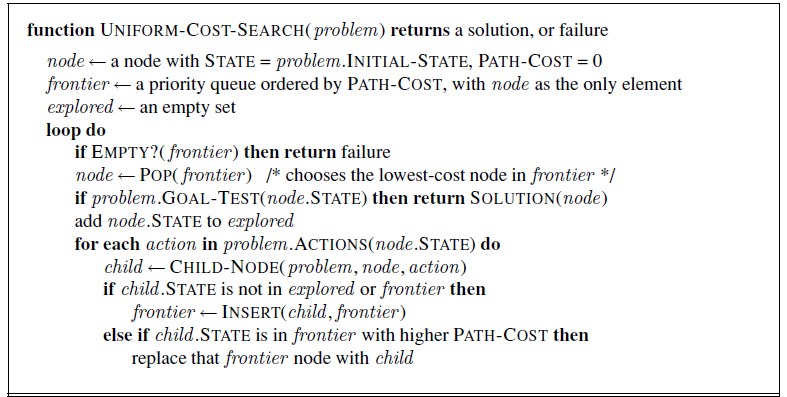 function UNIFORM-COST-SEARCH(problem) returns a solution, or failure
node ← a node with STATE = problem.INITIAL-STATE, PATH-COST = 0
frontier ← a priority queue ordered by PATH-COST, with node as the only element
explored ← an empty set
loop do
if EMPTY?(frontier) then return failure
node ← POP(frontier) /* chooses the lowest-cost node in frontier */
if problem.GOAL-TEST(node.STATE) then return SOLUTION(node)
add node.STATE to explored
for each action in problem.ACTIONS(node.STATE) do
child ← CHILD-NODE(problem, node, action)
if child.STATE is not in explored or frontier then
frontier ← INSERT(child, frontier)
else if child.STATE is in frontier with higher PATH-COST then
replace that frontier node with child